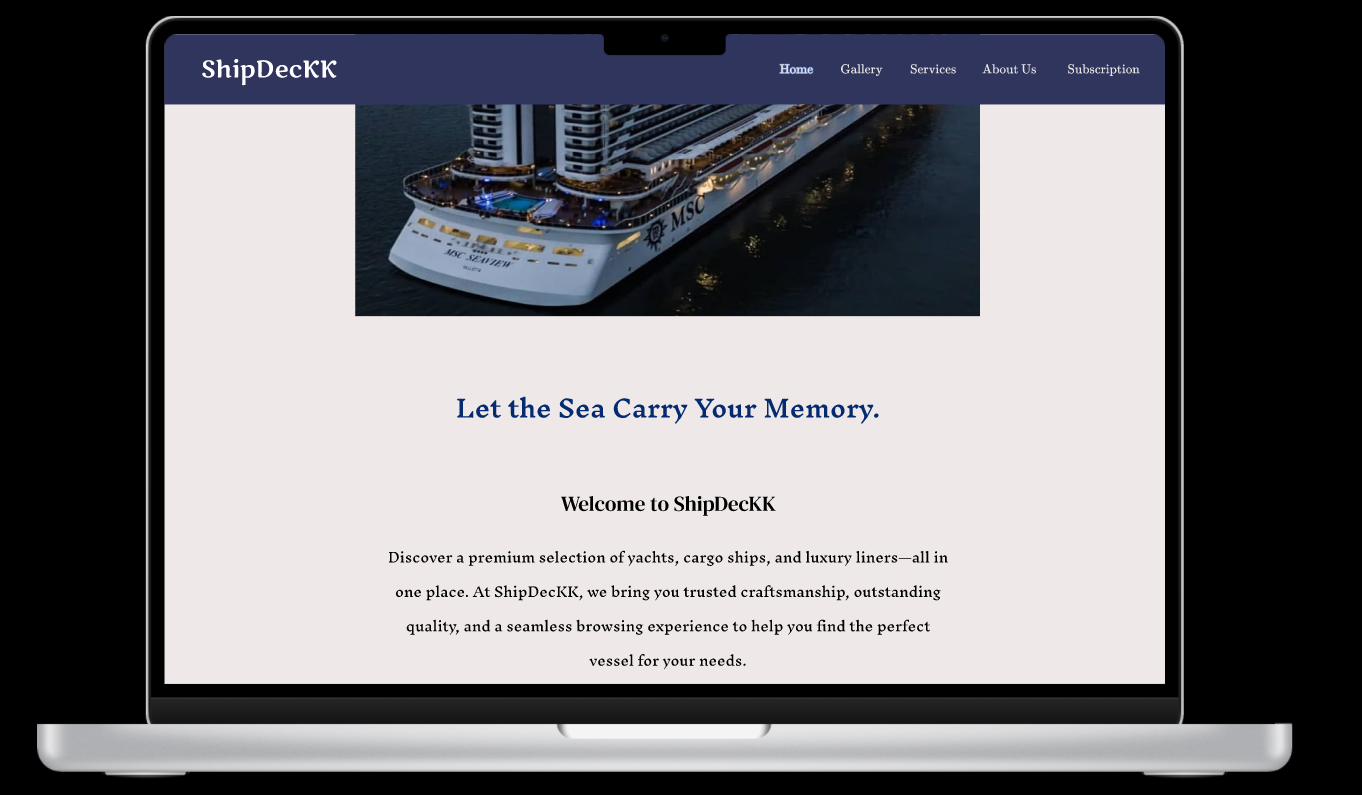 ShipDecKK
Home Gallery Services About Us Subscription
MSC
MSC SEAVIEW
VALLETTA
Let the Sea Carry Your Memory.
Welcome to ShipDecKK
Discover a premium selection of yachts, cargo ships, and luxury liners—all in
one place. At ShipDecKK, we bring you trusted craftsmanship, outstanding
quality, and a seamless browsing experience to help you find the perfect
vessel for your needs.